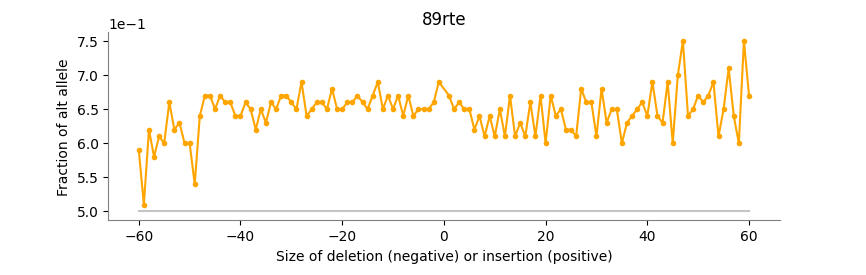 89rte
1e−1
7.5
7.0
6.5
6.0
5.5
5.0
Fraction of alt allele
−60 −40 −20 0 20 40 60
Size of deletion (negative) or insertion (positive)